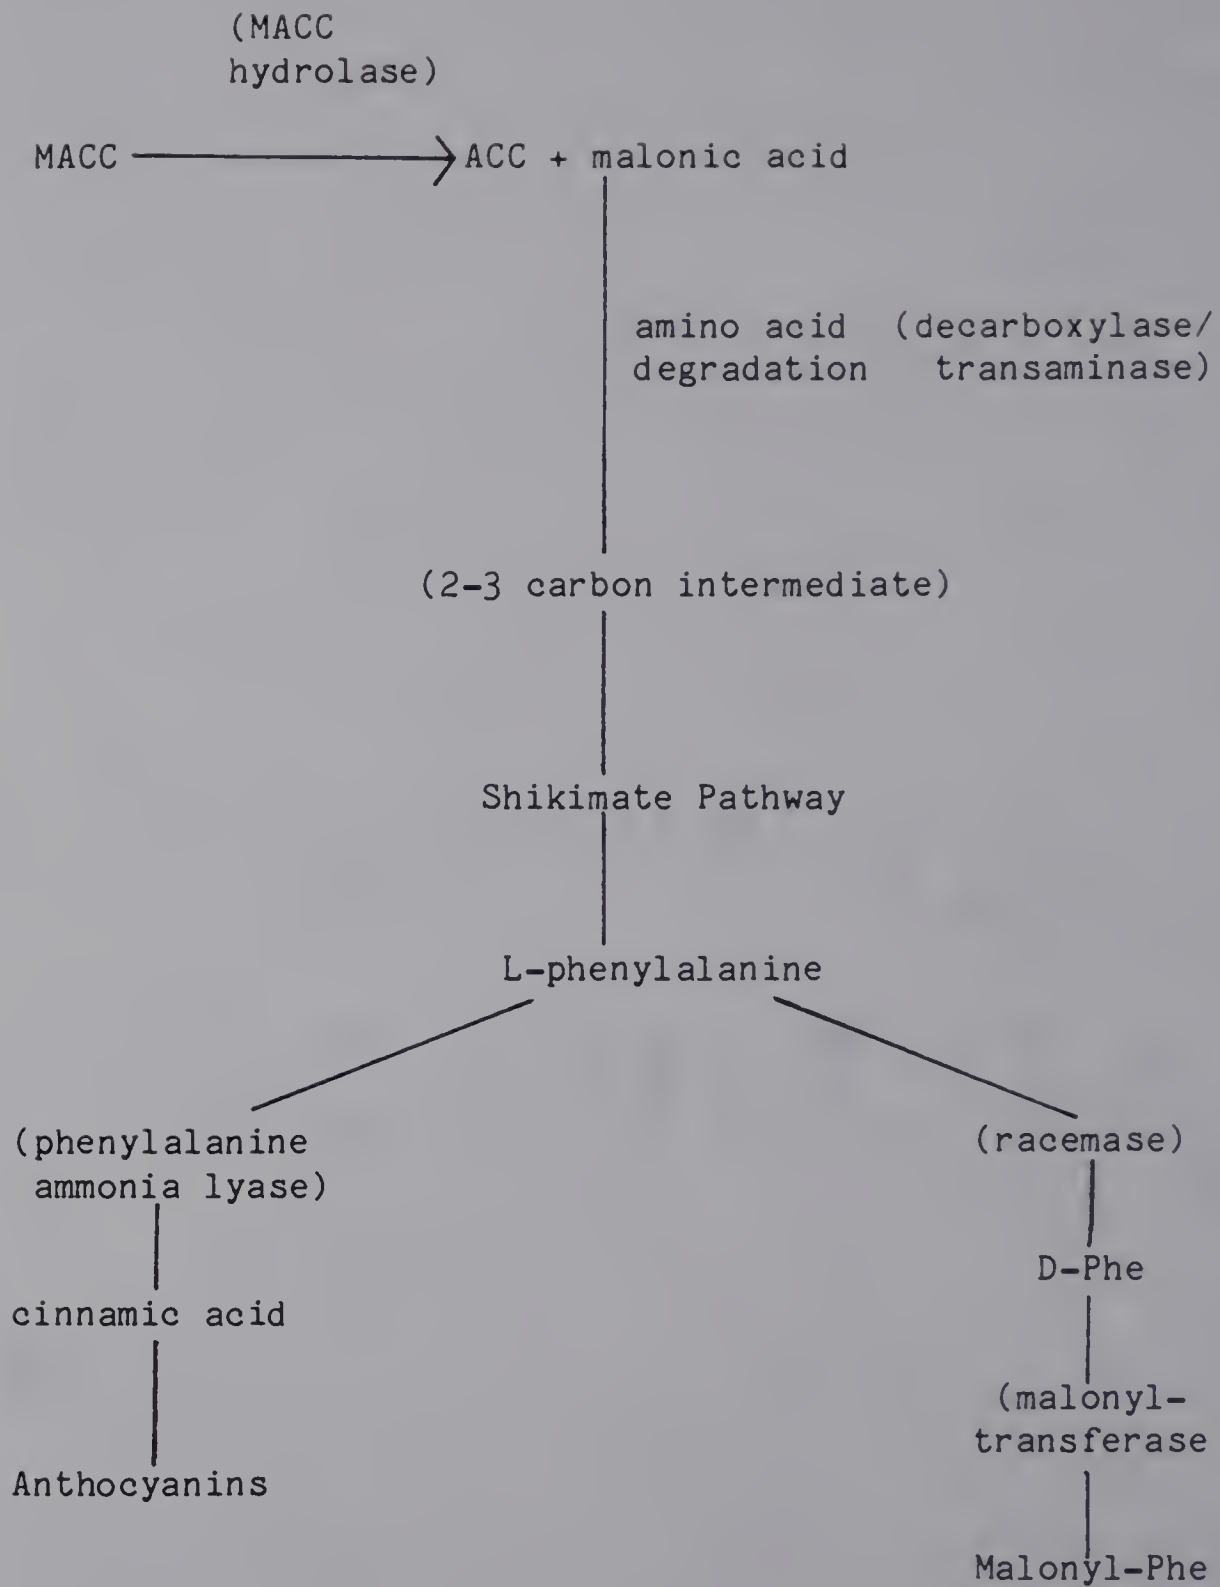 (MACC
hydrolase)
MACC → ACC + malonic acid
amino acid (decarboxylase/
degradation transaminase)
(2-3 carbon intermediate)
Shikimate Pathway
L-phenylalanine
(phenylalanine
ammonia lyase)
(racemase)
D-Phe
cinnamic acid
(malonyl-
transferase
Anthocyanins
Malonyl-Phe